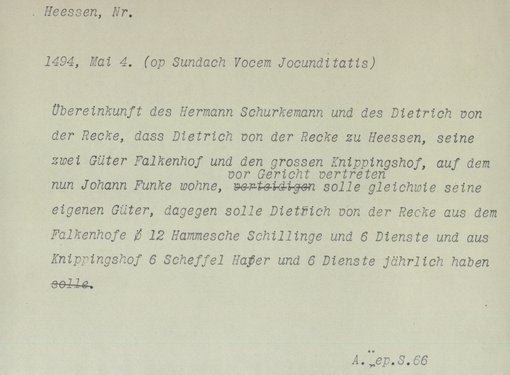 Heessen, Nr.
1494, Mai 4. (op Sundach Vocem Jocunditatis)
Übereinkunft des Hermann Schurkemann und des Dietrich von
der Recke, dass Dietrich von der Recke zu Heessen, seine
zwei Güter Falkenhof und den grossen Knippingshof, auf dem
vor Gericht vertreten
nun Johann Funke wohne, verteidigen solle gleichwie seine
eigenen Güter, dagegen solle Dietrich von der Recke aus dem
Falkenhofe 12 Hammesche Schillinge und 6 Dienste und aus
Knippingshof 6 Scheffel Hafer und 6 Dienste jährlich haben
solle.
S.66